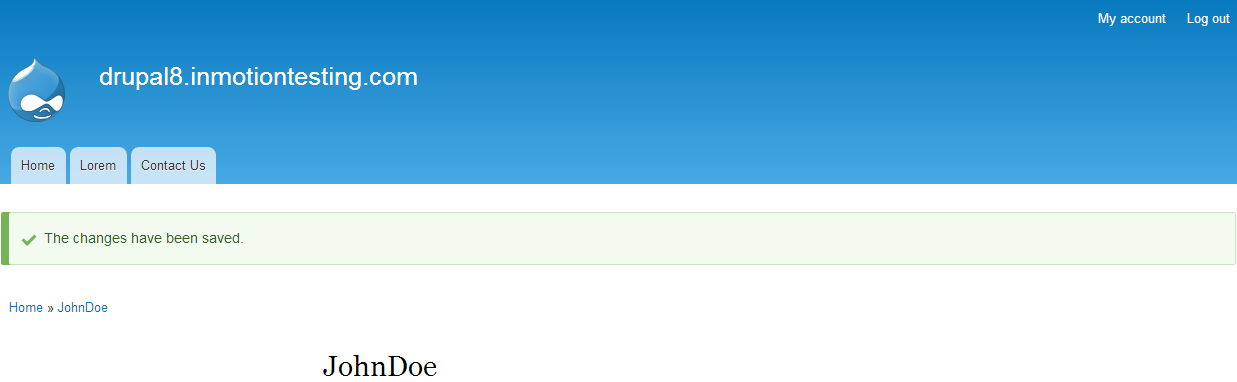 My account Log out
drupal8.inmotiontesting.com
Home Lorem Contact Us
The changes have been saved.
Home » JohnDoe
JohnDoe